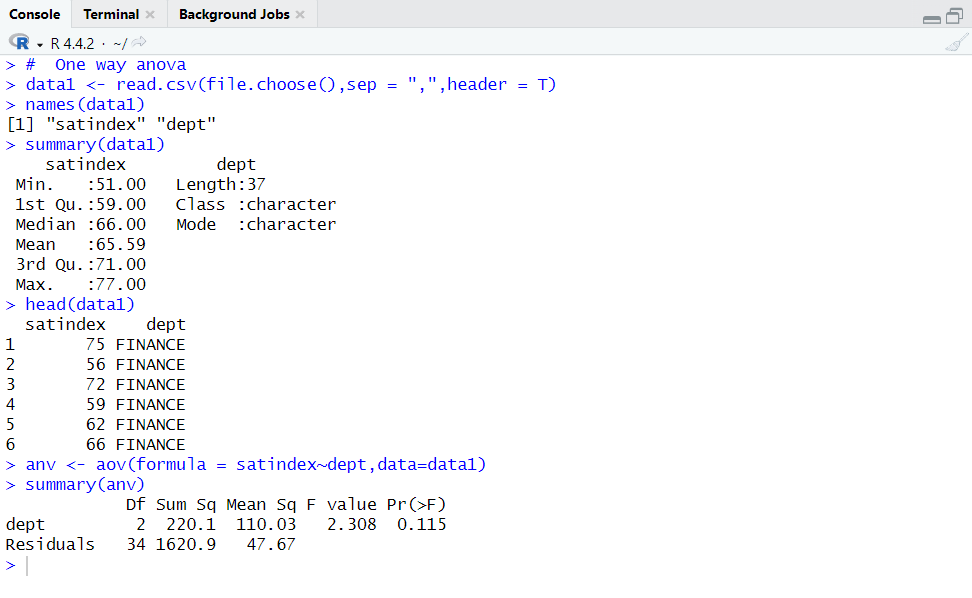 Console Terminal Background Jobs
R R 4.4.2 · ~/
> #  One way anova
> data1 <- read.csv(file.choose(),sep = ",",header = T)
> names(data1)
[1] "satindex" "dept"
> summary(data1)
    satindex         dept
 Min.   :51.00   Length:37
 1st Qu.:59.00   Class :character
 Median :66.00   Mode  :character
 Mean   :65.59
 3rd Qu.:71.00
 Max.   :77.00
> head(data1)
  satindex    dept
1       75 FINANCE
2       56 FINANCE
3       72 FINANCE
4       59 FINANCE
5       62 FINANCE
6       66 FINANCE
> anv <- aov(formula = satindex~dept,data=data1)
> summary(anv)
            Df Sum Sq Mean Sq F value Pr(>F)
dept         2  220.1  110.03   2.308  0.115
Residuals   34 1620.9   47.67
>